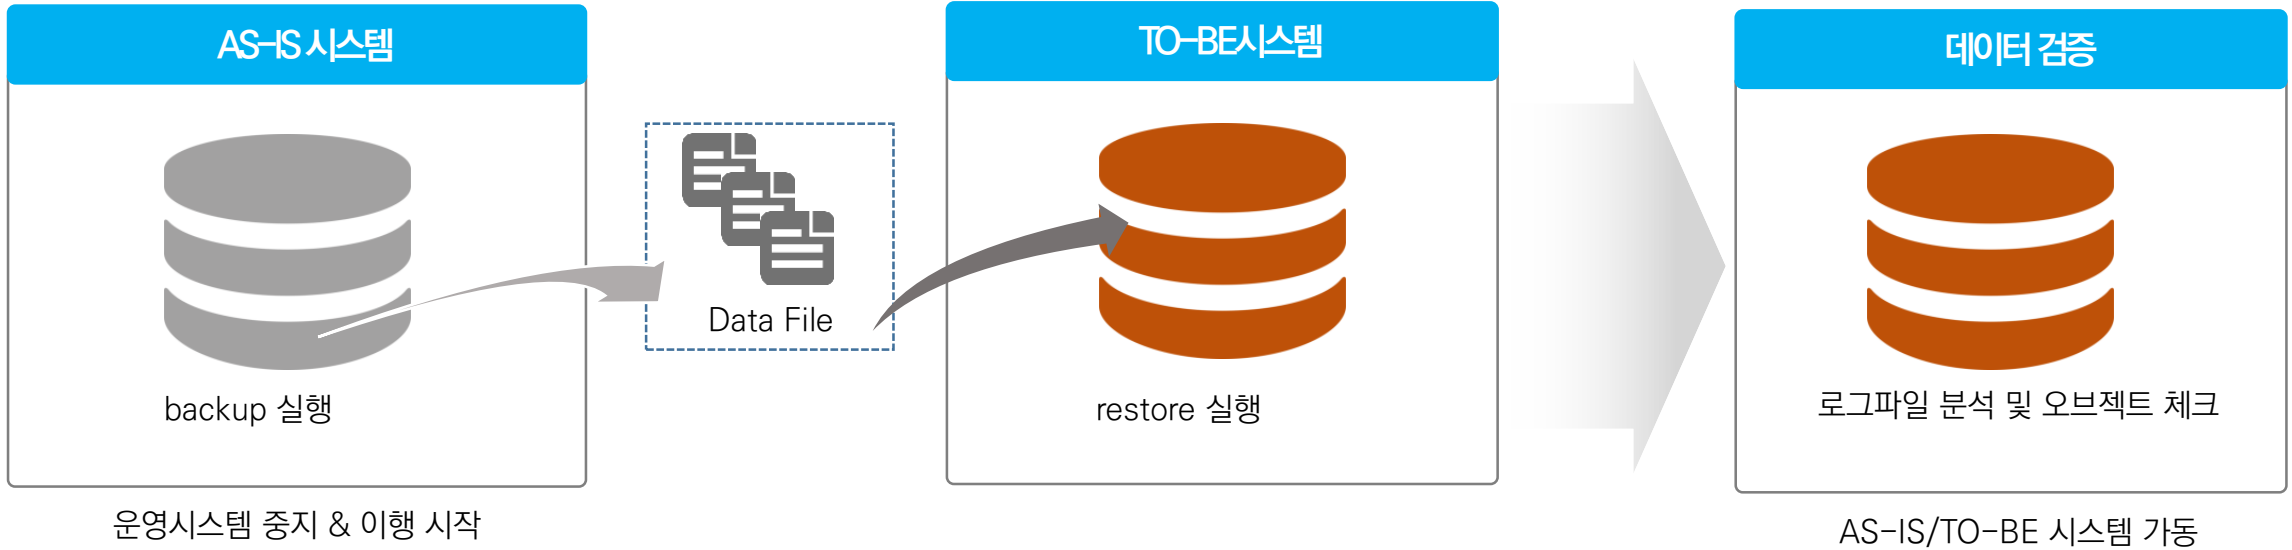 AS-IS 시스템
backup 실행
운영시스템 중지 & 이행 시작
Data File
TO-BE시스템
restore 실행
데이터 검증
로그파일 분석 및 오브젝트 체크
AS-IS/TO-BE 시스템 가동